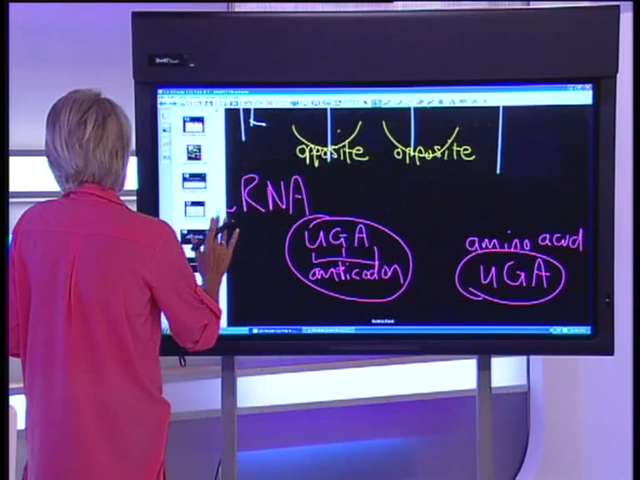 opposite opposite
RNA
UGA
anticodon
amino acid
UGA